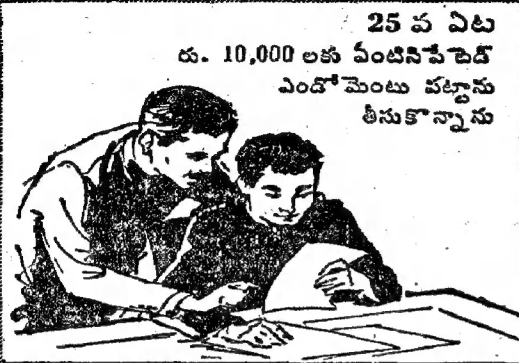 25 వ ఏట
రు. 10,000 లకు ఏంటిసిపేటెడ్
ఎండోమెంటు పట్టాను
తీసుకొన్నాను